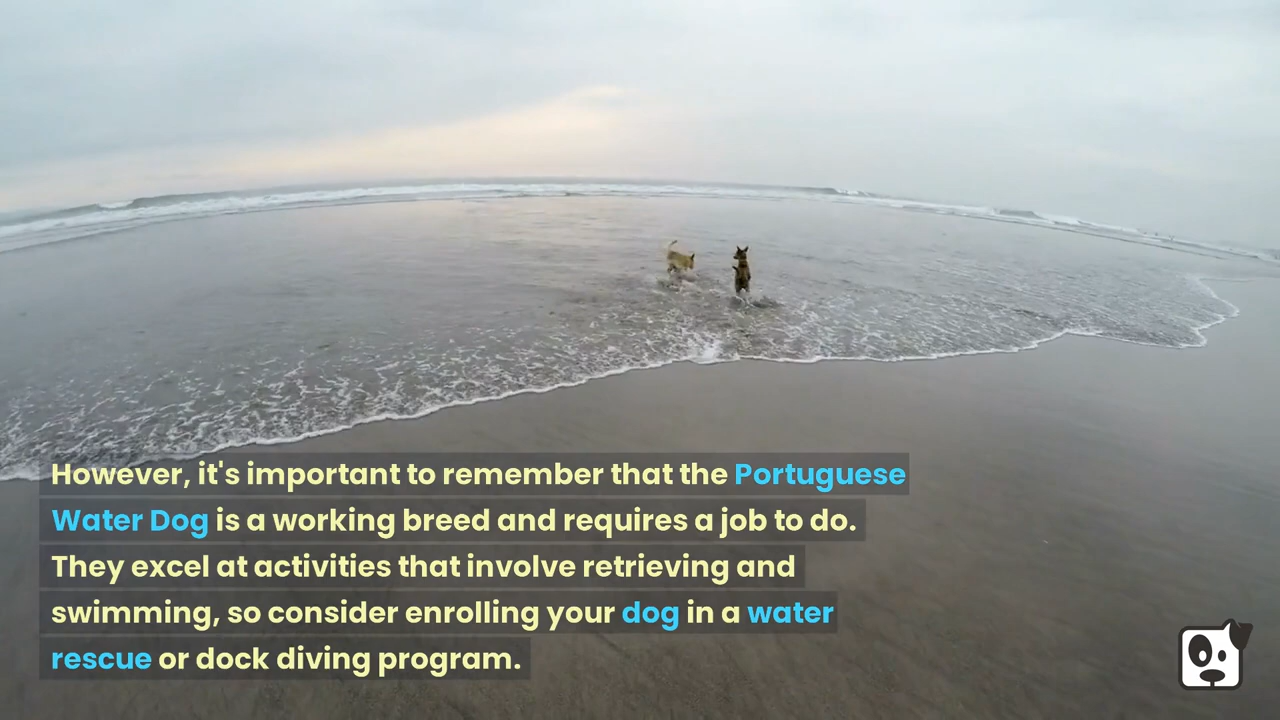 However, it's important to remember that the Portuguese
Water Dog is a working breed and requires a job to do.
They excel at activities that involve retrieving and
swimming, so consider enrolling your dog in a water
rescue or dock diving program.